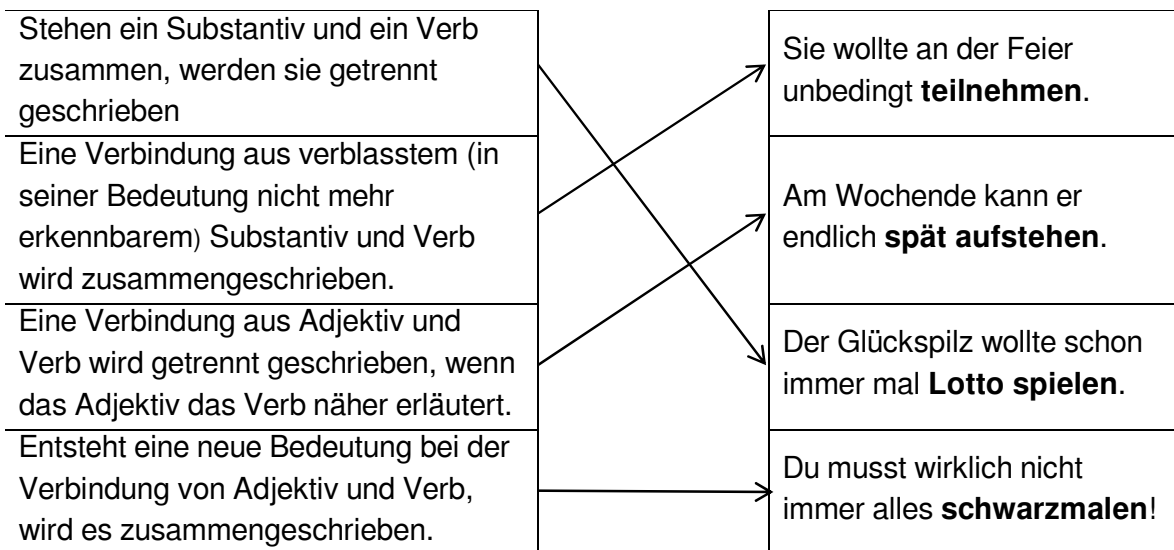 Stehen ein Substantiv und ein Verb
zusammen, werden sie getrennt
geschrieben
Eine Verbindung aus verblasstem (in
seiner Bedeutung nicht mehr
erkennbarem) Substantiv und Verb
wird zusammengeschrieben.
Eine Verbindung aus Adjektiv und
Verb wird getrennt geschrieben, wenn
das Adjektiv das Verb näher erläutert.
Entsteht eine neue Bedeutung bei der
Verbindung von Adjektiv und Verb,
wird es zusammengeschrieben.
Sie wollte an der Feier
unbedingt teilnehmen.
Am Wochende kann er
endlich spät aufstehen.
Der Glückspilz wollte schon
immer mal Lotto spielen.
Du musst wirklich nicht
immer alles schwarzmalen!